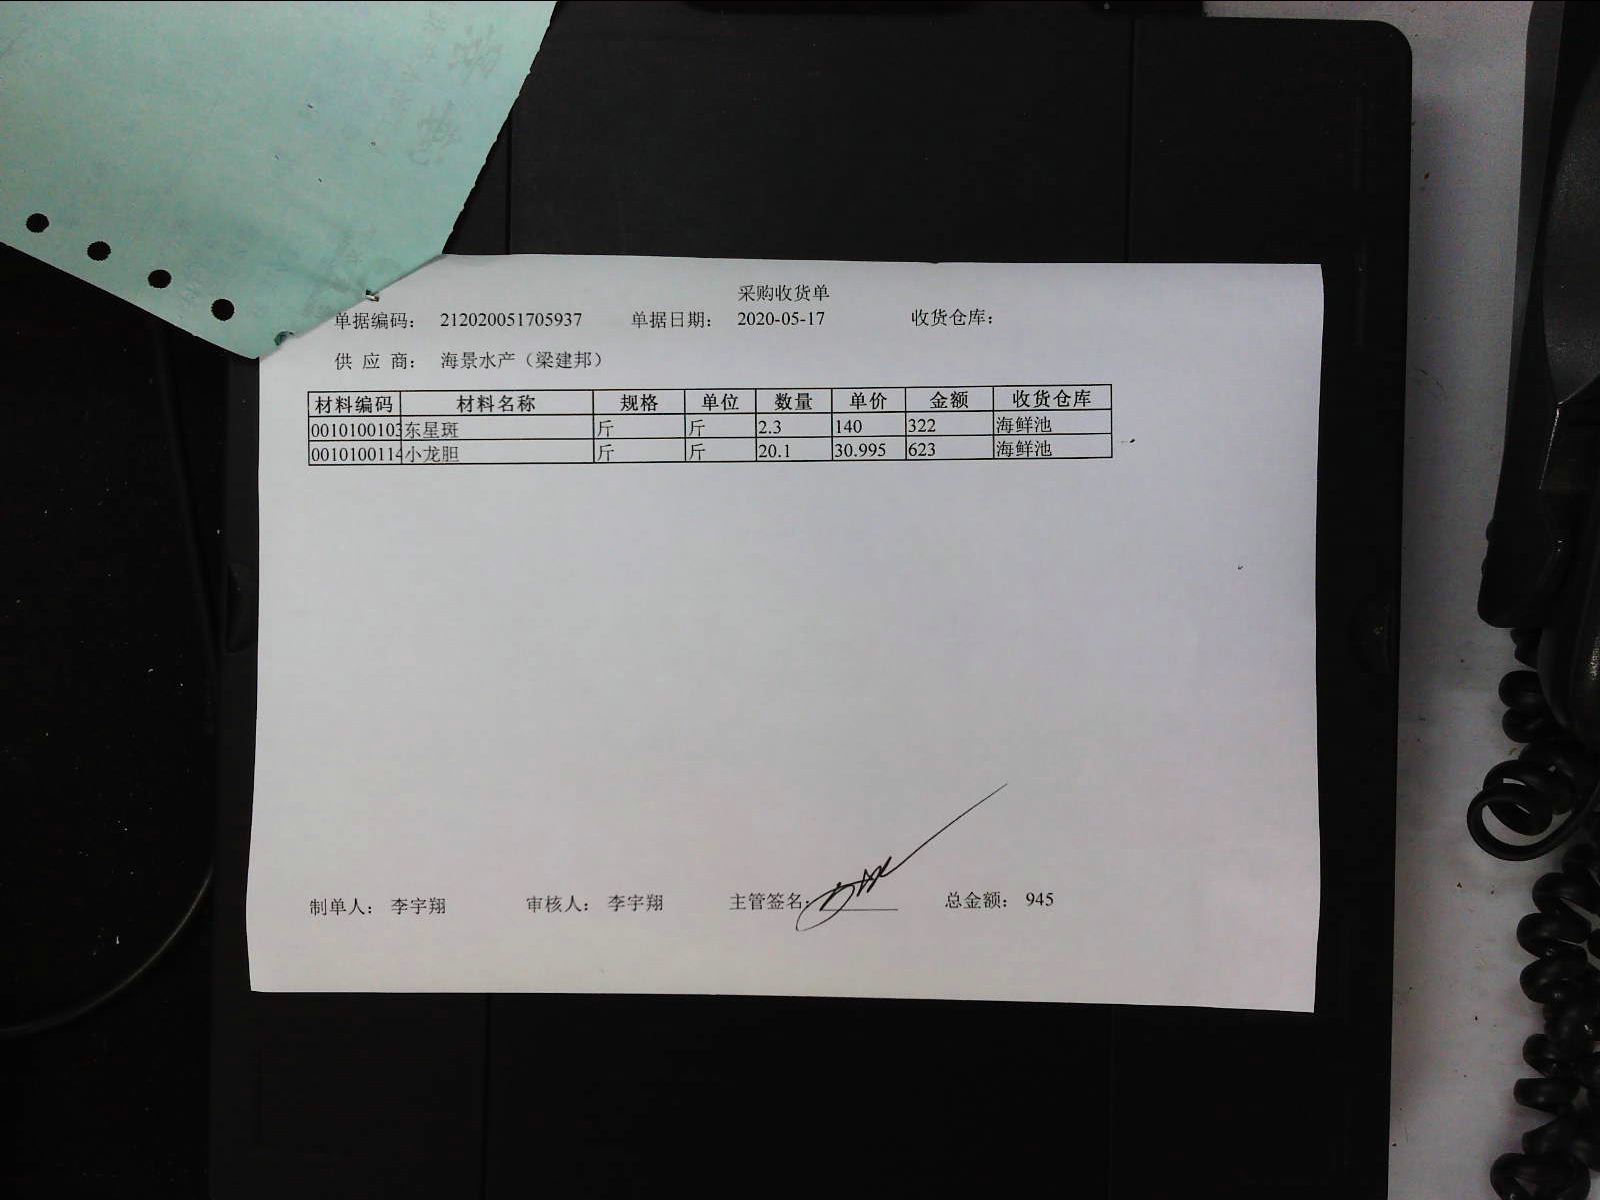 采购收货单
单据编码： 212020051705937 单据日期： 2020-05-17 收货仓库：
供 应 商： 海景水产（梁建邦）
材料编码 材料名称 规格 单位 数量 单价 金额 收货仓库
0010100103 东星斑 斤 斤 2.3 140 322 海鲜池
0010100114 小龙胆 斤 斤 20.1 30.995 623 海鲜池
制单人： 李宇翔 审核人： 李宇翔 主管签名： 总金额： 945